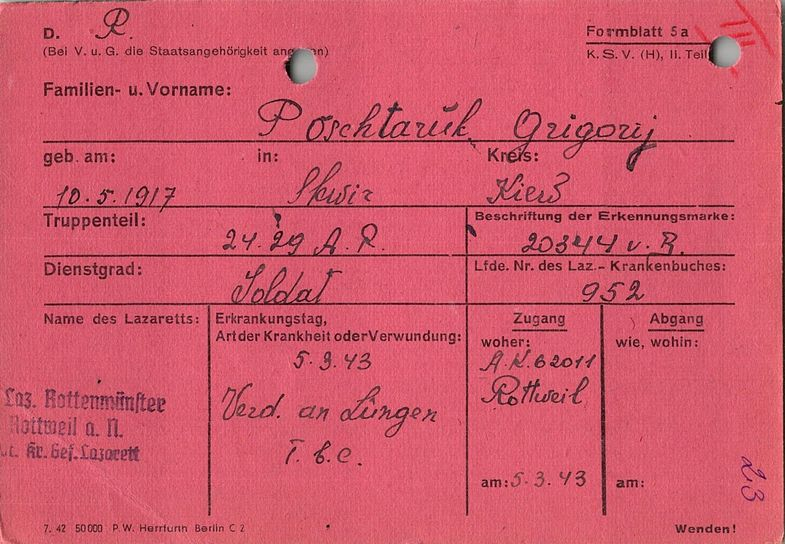 D. R. Formblatt 5a
(Bei V. u. G. die Staatsangehörigkeit K. S. V. (H), II. Teil
III
Familien- u. Vorname:
Poschtaruk Grigorij
geb. am: in: Kreis:
10.5.1917 Skwir Kiew
Truppenteil: Beschriftung der Erkennungsmarke:
24.29 A.R. 20344 v. R.
Dienstgrad: Lfde. Nr. des Laz.- Krankenbuches:
Soldat 952
Name des Lazaretts:
Laz. Rottenmünster
Rottweil a. N.
Kr. Gef. Lazarett
Erkrankungstag,
Art der Krankheit oder Verwundung:
5.3.43
Verd. an Lungen
T. b. c.
Zugang
woher:
A.K. 62011
Rottweil
am: 5.3.43
Abgang
wie, wohin:
am:
23
7. 42 50000 P.W. Herrfurth Berlin C 2 Wenden!